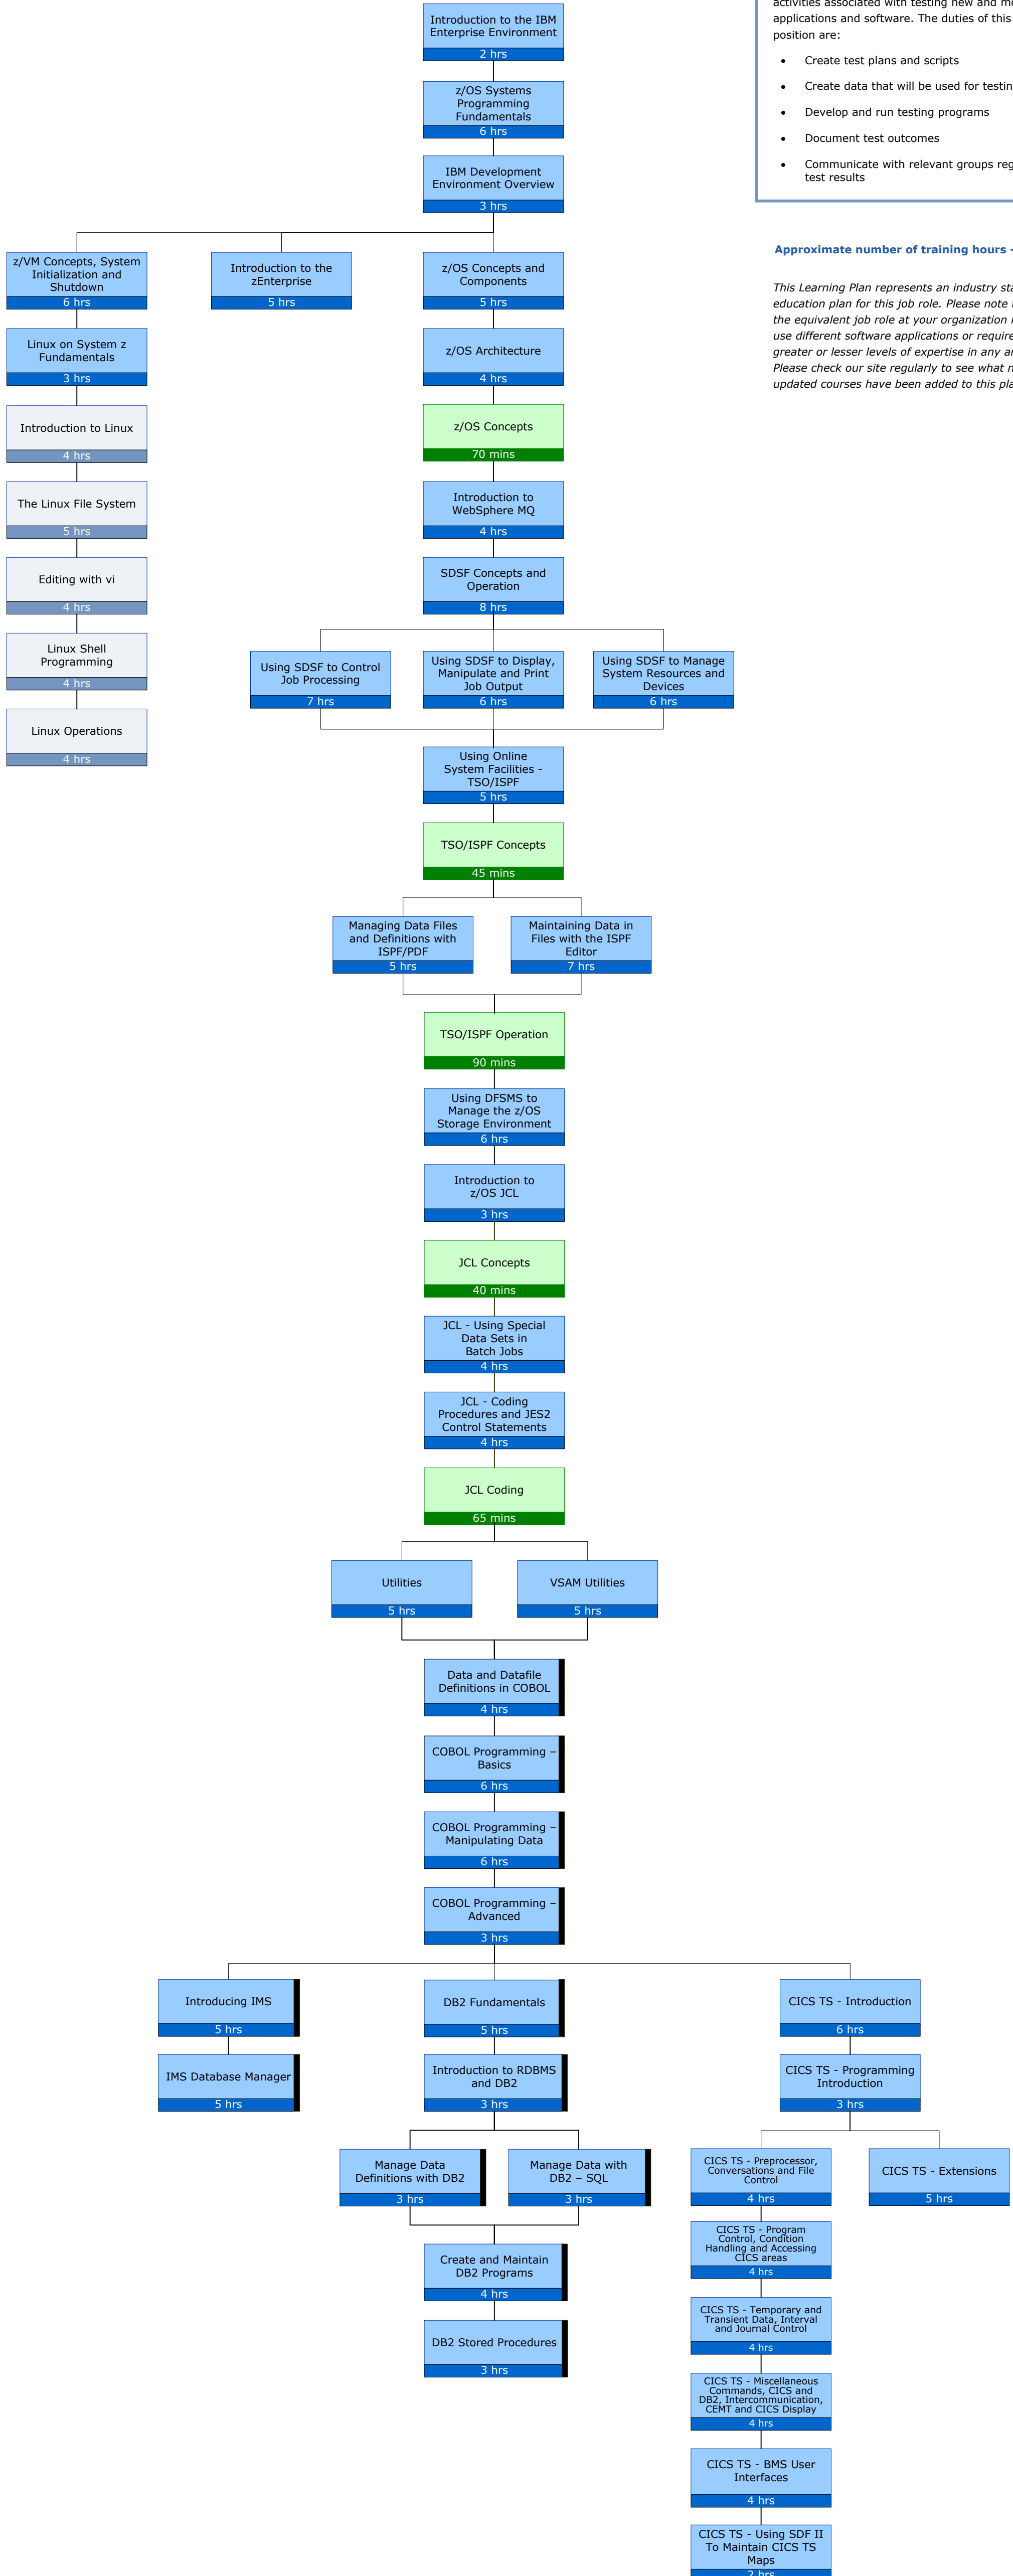 Introduction to the IBM
Enterprise Environment
2 hrs
z/OS Systems
Programming
Fundamentals
6 hrs
IBM Development
Environment Overview
3 hrs
activities associated with testing new and
applications and software. The duties of this
position are:
• Create test plans and scripts
• Create data that will be used for
• Develop and run testing programs
• Document test outcomes
• Communicate with relevant groups
test results
Approximate number of training hours -
This Learning Plan represents an industry
education plan for this job role. Please note
the equivalent job role at your organization
use different software applications or
greater or lesser levels of expertise in any
Please check our site regularly to see what
updated courses have been added to this
z/VM Concepts, System
Initialization and
Shutdown
6 hrs
Linux on System z
Fundamentals
3 hrs
Introduction to Linux
4 hrs
The Linux File System
5 hrs
Editing with vi
4 hrs
Linux Shell
Programming
4 hrs
Linux Operations
4 hrs
Introduction to the
zEnterprise
5 hrs
z/OS Concepts and
Components
5 hrs
z/OS Architecture
4 hrs
z/OS Concepts
70 mins
Introduction to
WebSphere MQ
4 hrs
SDSF Concepts and
Operation
8 hrs
Using SDSF to Control
Job Processing
7 hrs
Using SDSF to Display,
Manipulate and Print
Job Output
6 hrs
Using SDSF to Manage
System Resources and
Devices
6 hrs
Using Online
System Facilities -
TSO/ISPF
5 hrs
TSO/ISPF Concepts
45 mins
Managing Data Files
and Definitions with
ISPF/PDF
5 hrs
Maintaining Data in
Files with the ISPF
Editor
7 hrs
TSO/ISPF Operation
90 mins
Using DFSMS to
Manage the z/OS
Storage Environment
6 hrs
Introduction to
z/OS JCL
3 hrs
JCL Concepts
40 mins
JCL - Using Special
Data Sets in
Batch Jobs
4 hrs
JCL - Coding
Procedures and JES2
Control Statements
4 hrs
JCL Coding
65 mins
Utilities
5 hrs
VSAM Utilities
5 hrs
Data and Datafile
Definitions in COBOL
4 hrs
COBOL Programming –
Basics
6 hrs
COBOL Programming –
Manipulating Data
6 hrs
COBOL Programming –
Advanced
3 hrs
Introducing IMS
5 hrs
IMS Database Manager
5 hrs
DB2 Fundamentals
5 hrs
Introduction to RDBMS
and DB2
3 hrs
Manage Data
Definitions with DB2
3 hrs
Manage Data with
DB2 – SQL
3 hrs
Create and Maintain
DB2 Programs
4 hrs
DB2 Stored Procedures
3 hrs
CICS TS - Introduction
6 hrs
CICS TS - Programming
Introduction
3 hrs
CICS TS - Preprocessor,
Conversations and File
Control
4 hrs
CICS TS - Extensions
5 hrs
CICS TS - Program
Control, Condition
Handling and Accessing
CICS areas
4 hrs
CICS TS - Temporary and
Transient Data, Interval
and Journal Control
4 hrs
CICS TS - Miscellaneous
Commands, CICS and
DB2, Intercommunication,
CEMT and CICS Display
4 hrs
CICS TS - BMS User
Interfaces
4 hrs
CICS TS - Using SDF II
To Maintain CICS TS
Maps
2 hrs